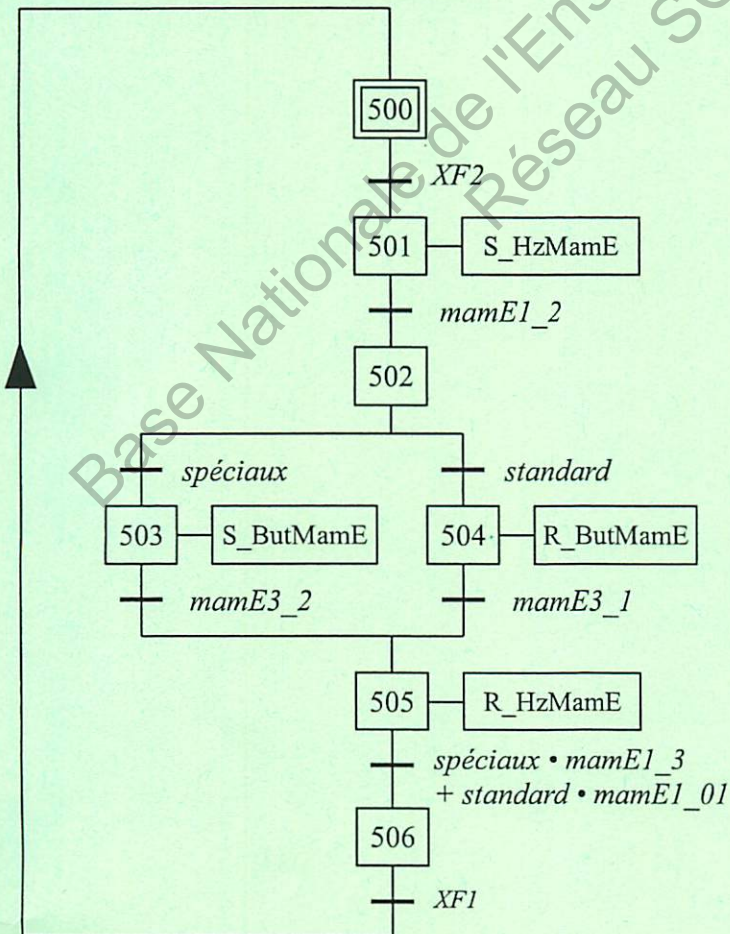 500
XF2
501 S_HzMamE
mamE1_2
502
spéciaux standard
503 S_ButMamE 504 R_ButMamE
mamE3_2 mamE3_1
505 R_HzMamE
spéciaux • mamE1_3
+ standard • mamE1_01
506
XF1
Base Nationale de l'Ens
Réseau